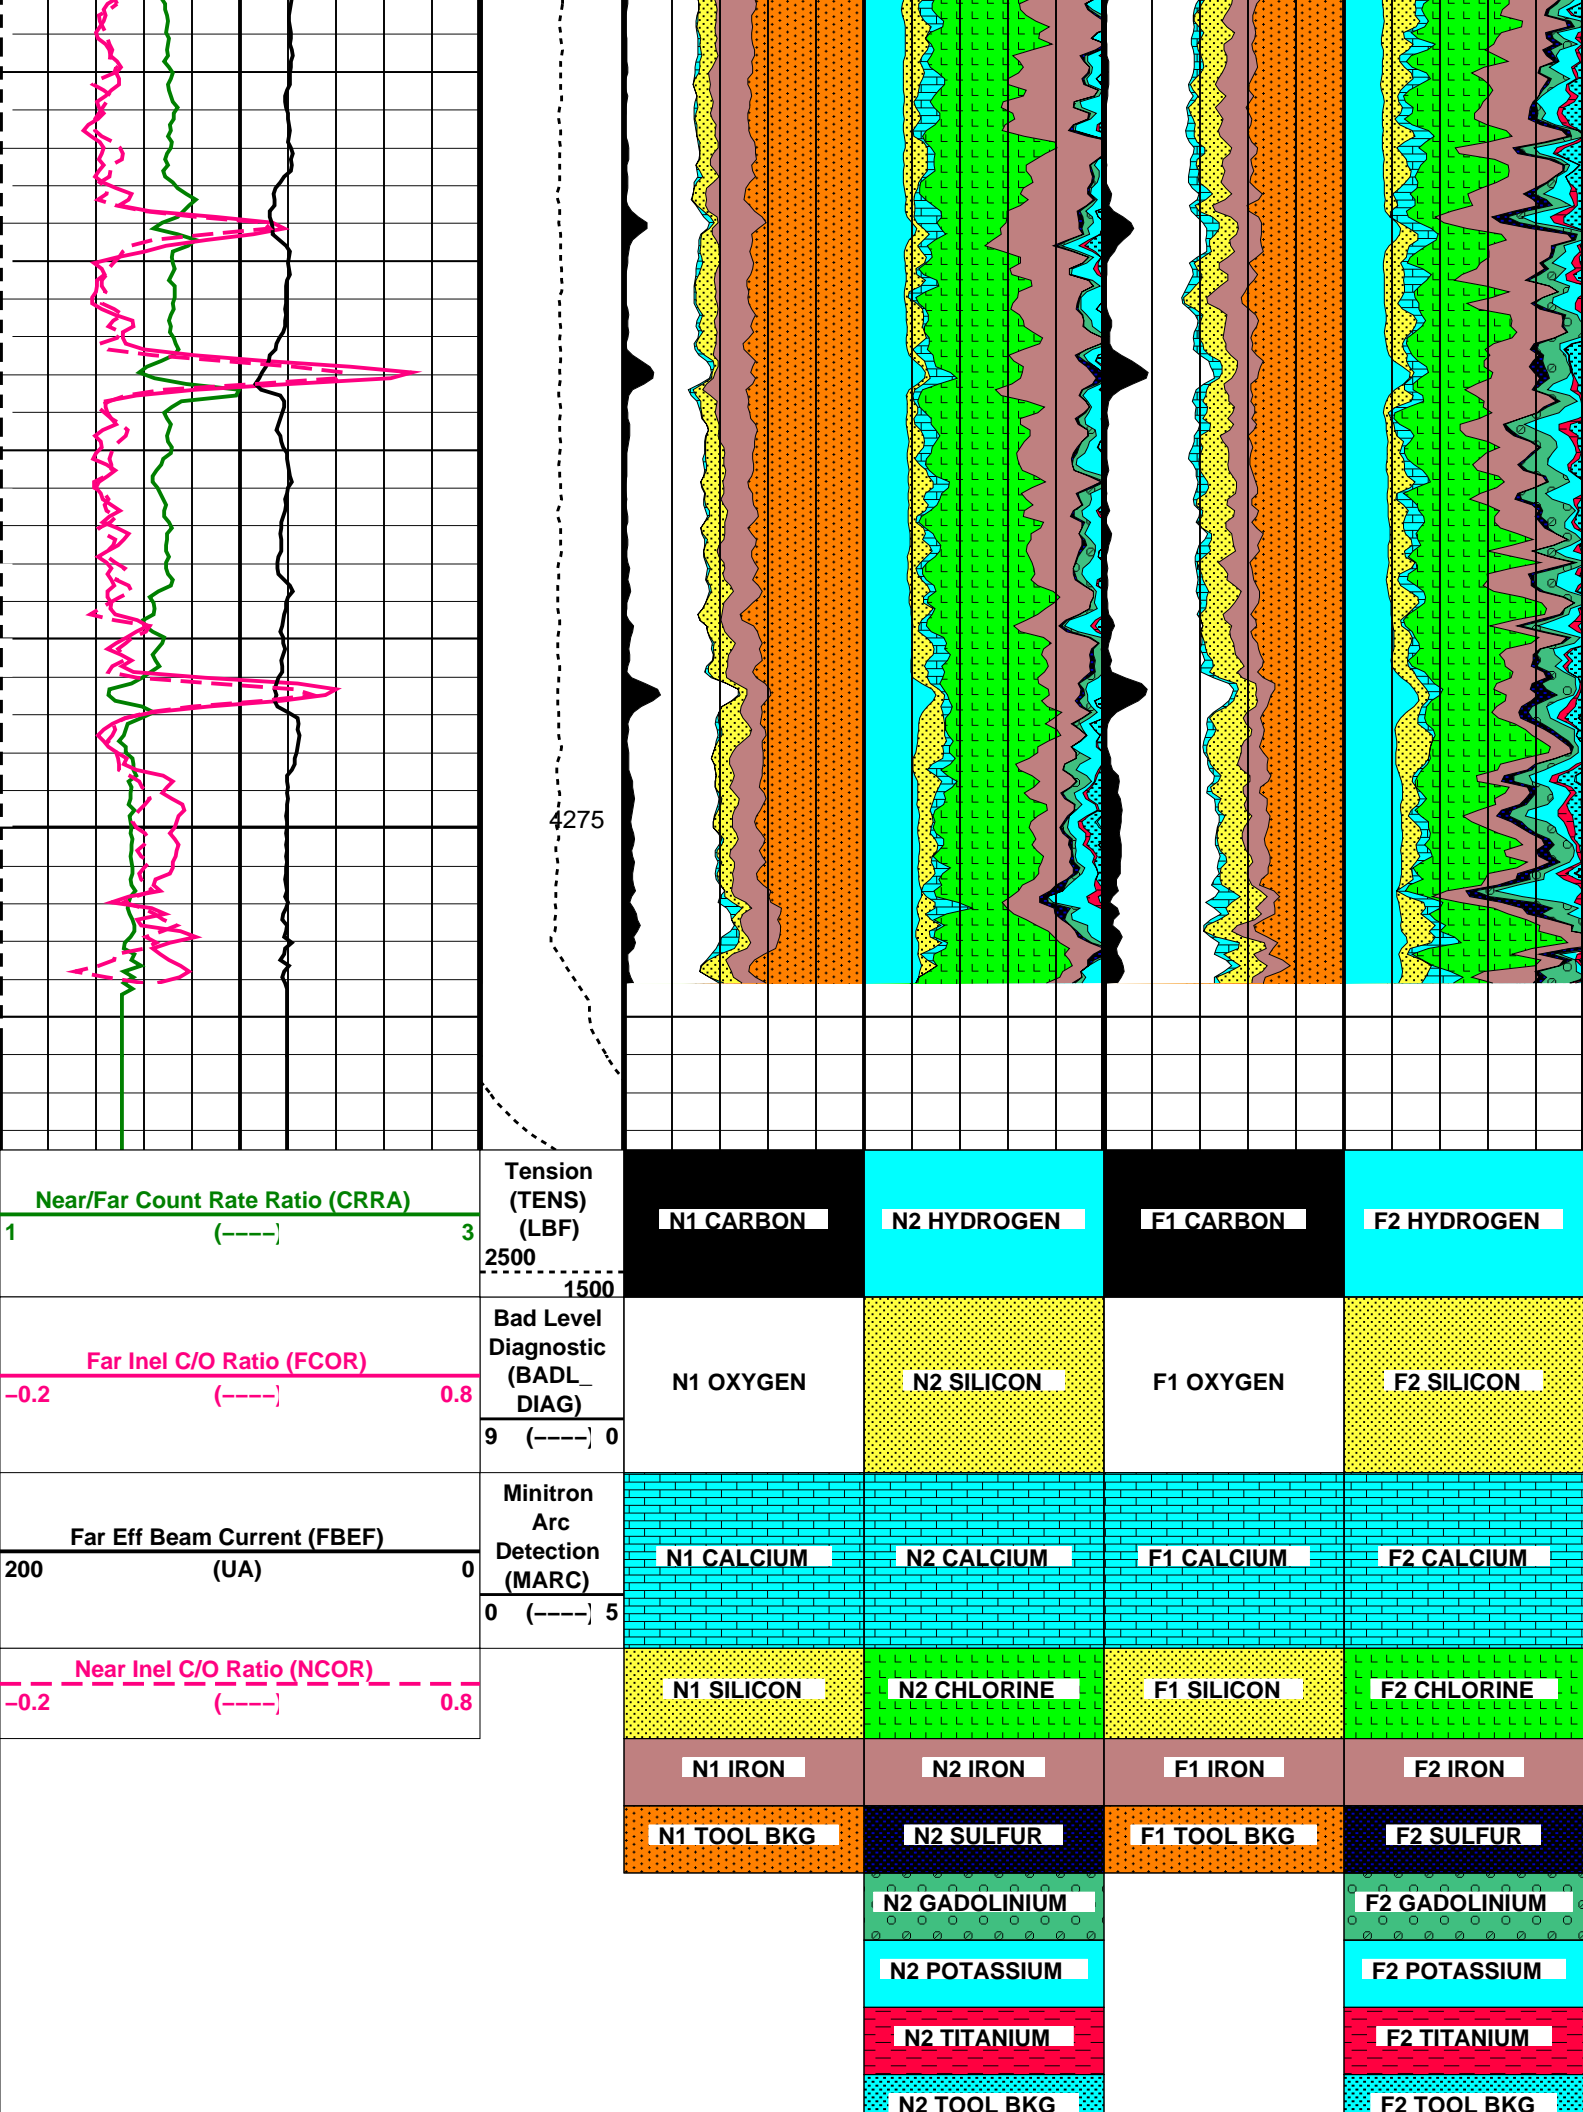 4275
Near/Far Count Rate Ratio (CRRA)
1 (----) 3
Far Inel C/O Ratio (FCOR)
-0.2 (----) 0.8
Far Eff Beam Current (FBEF)
200 (UA) 0
Near Inel C/O Ratio (NCOR)
-0.2 (----) 0.8
Tension
(TENS)
(LBF)
2500
1500
Bad Level
Diagnostic
(BADL_
DIAG)
9 (----) 0
Minitron
Arc
Detection
(MARC)
0 (----) 5
N1 CARBON
N1 OXYGEN
N1 CALCIUM
N1 SILICON
N1 IRON
N1 TOOL BKG
N2 HYDROGEN
N2 SILICON
N2 CALCIUM
N2 CHLORINE
N2 IRON
N2 SULFUR
N2 GADOLINIUM
N2 POTASSIUM
N2 TITANIUM
N2 TOOL BKG
F1 CARBON
F1 OXYGEN
F1 CALCIUM
F1 SILICON
F1 IRON
F1 TOOL BKG
F2 HYDROGEN
F2 SILICON
F2 CALCIUM
F2 CHLORINE
F2 IRON
F2 SULFUR
F2 GADOLINIUM
F2 POTASSIUM
F2 TITANIUM
F2 TOOL BKG